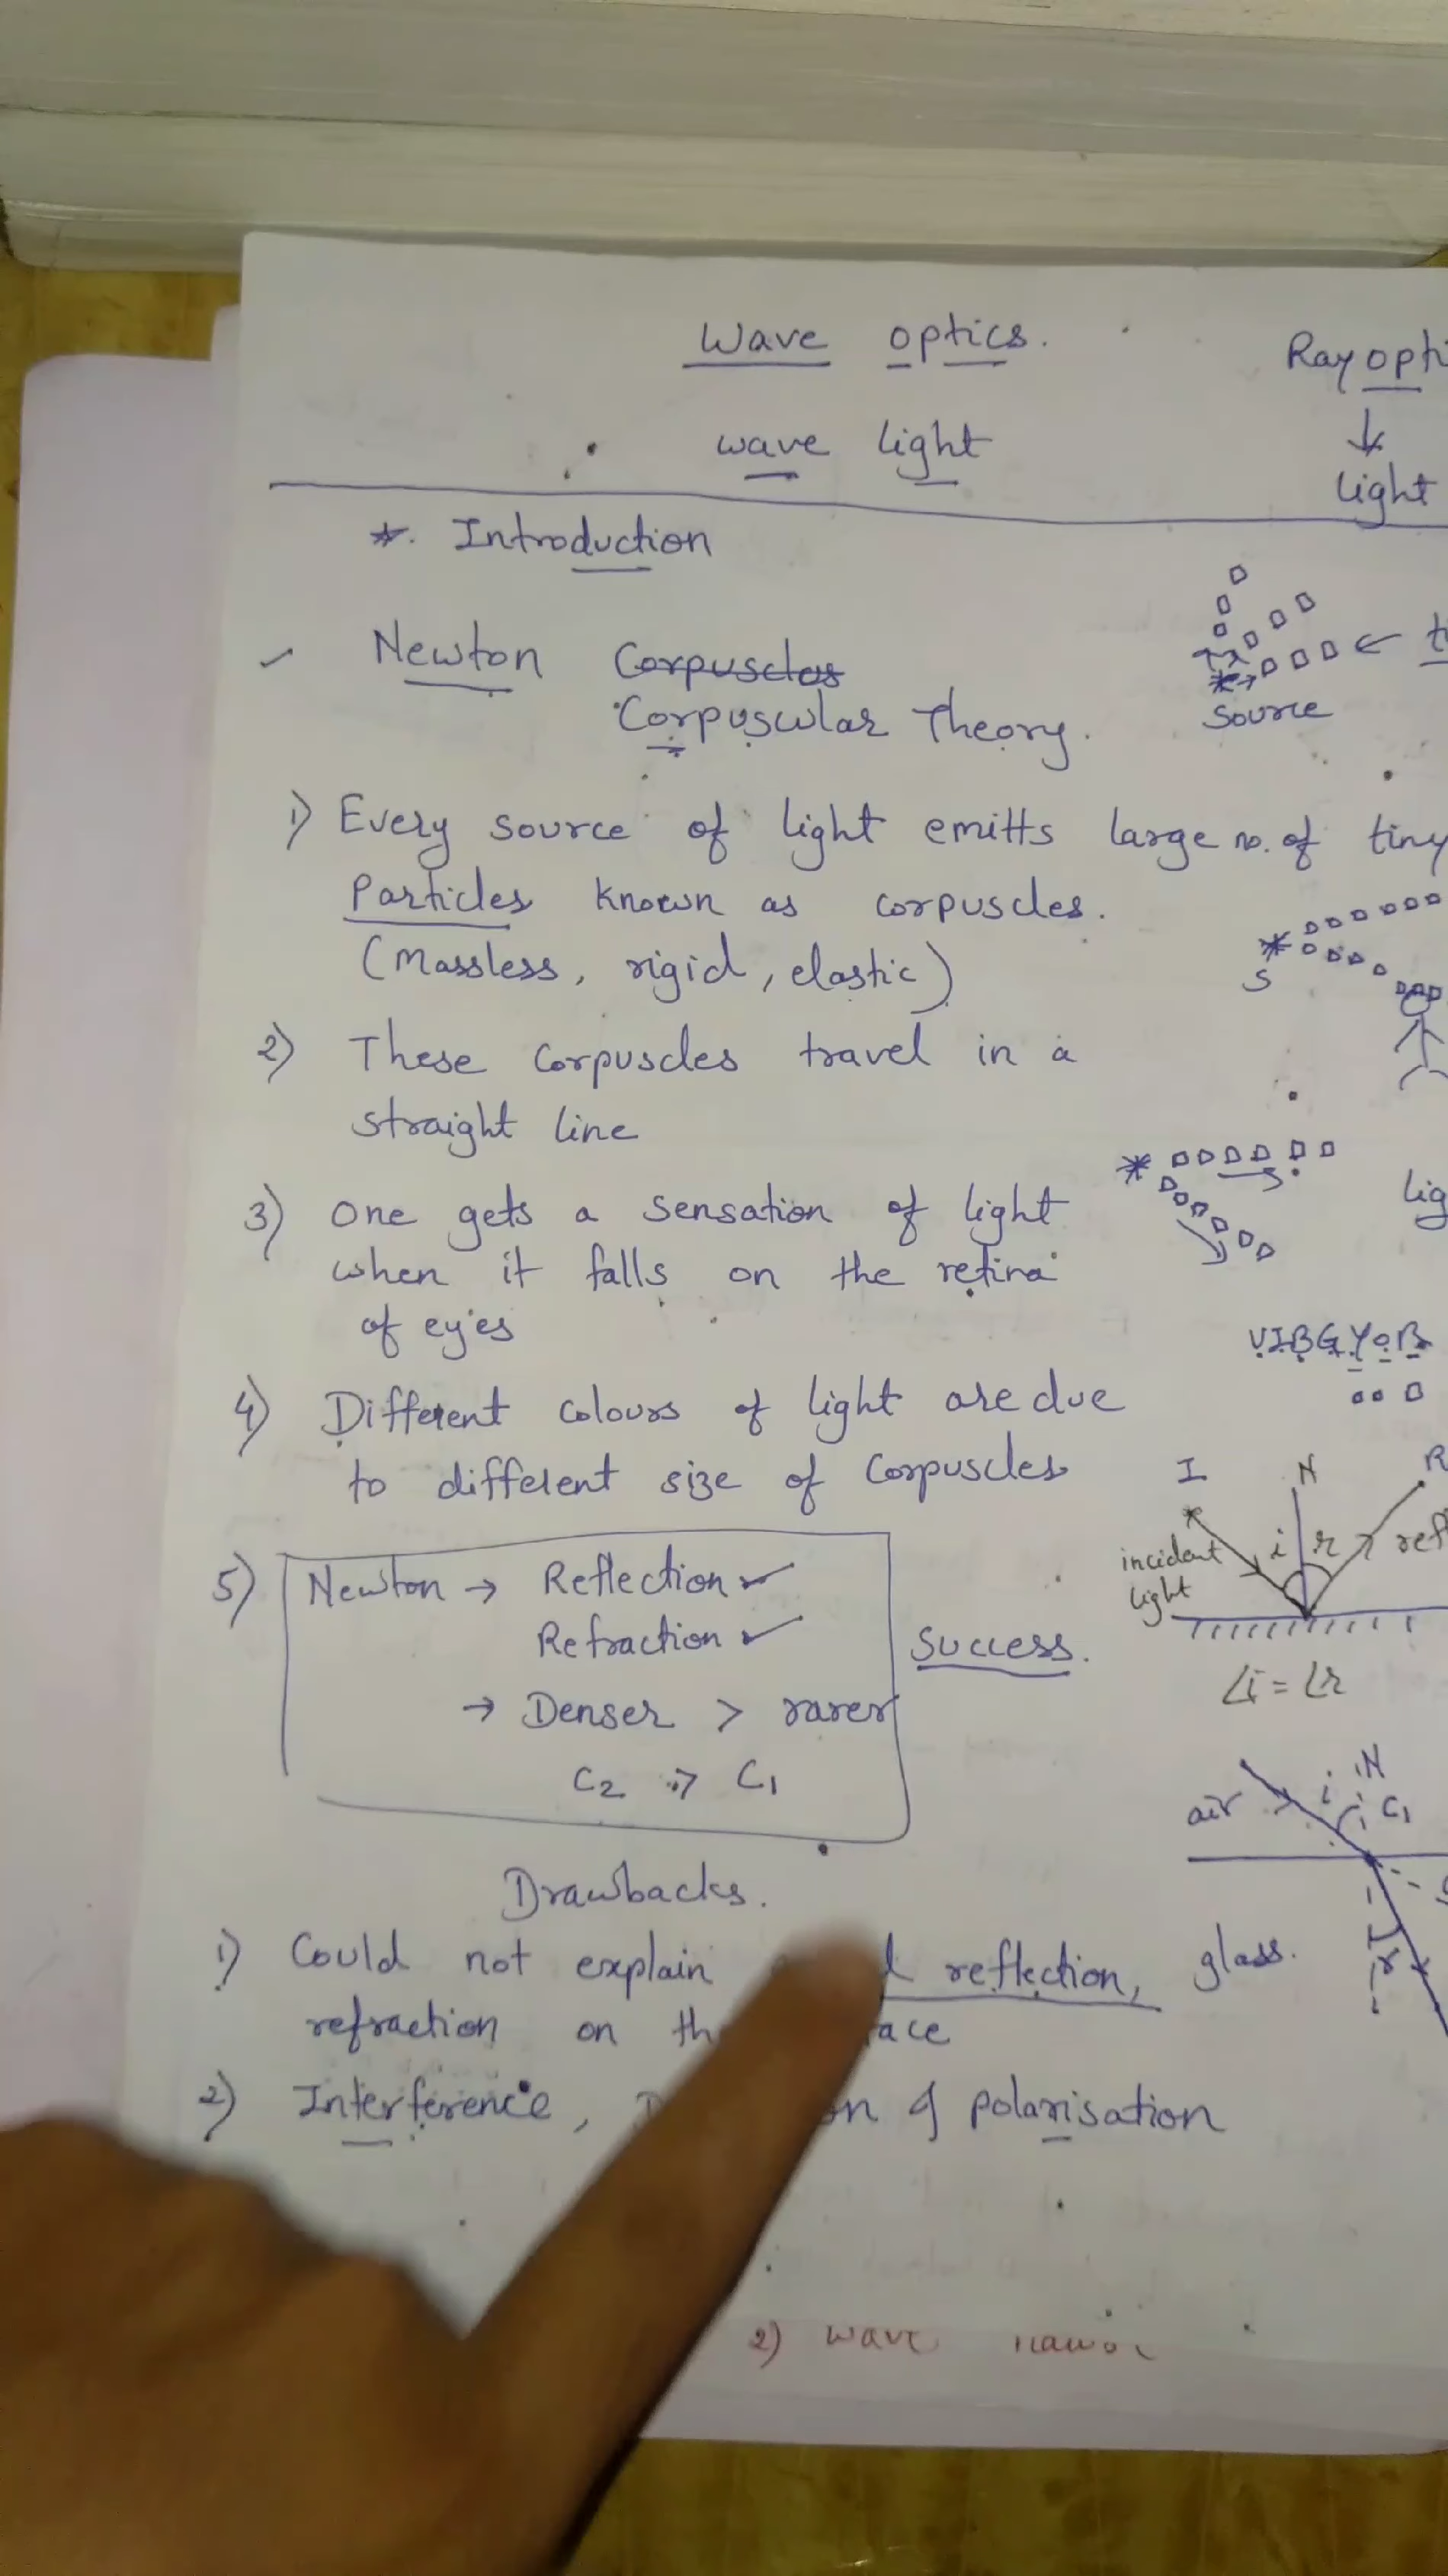 Wave optics.
Ray opti
wave light
light
*. Introduction
Newton Corpuscles
Corpuscular Theory.
Source
1) Every source of light emitts large no. of tiny
Particles known as corpuscles.
(Massless, rigid, elastic)
S
2) These corpuscles travel in a
straight line
3) One gets a sensation of light
lig
when it falls on the retina
of eyes
VIBGYOR
4) Different colours of light are due
to different size of corpuscles
I N R
incident light i r ref
5) Newton → Reflection ✓
Refraction ✓
Success.
→ Denser > rarer
∠i = ∠r
C2 > C1
N
air i C1
Drawbacks.
1) Could not explain reflection,
glass.
r
refraction on
2) Interference, & polarisation
2) wave